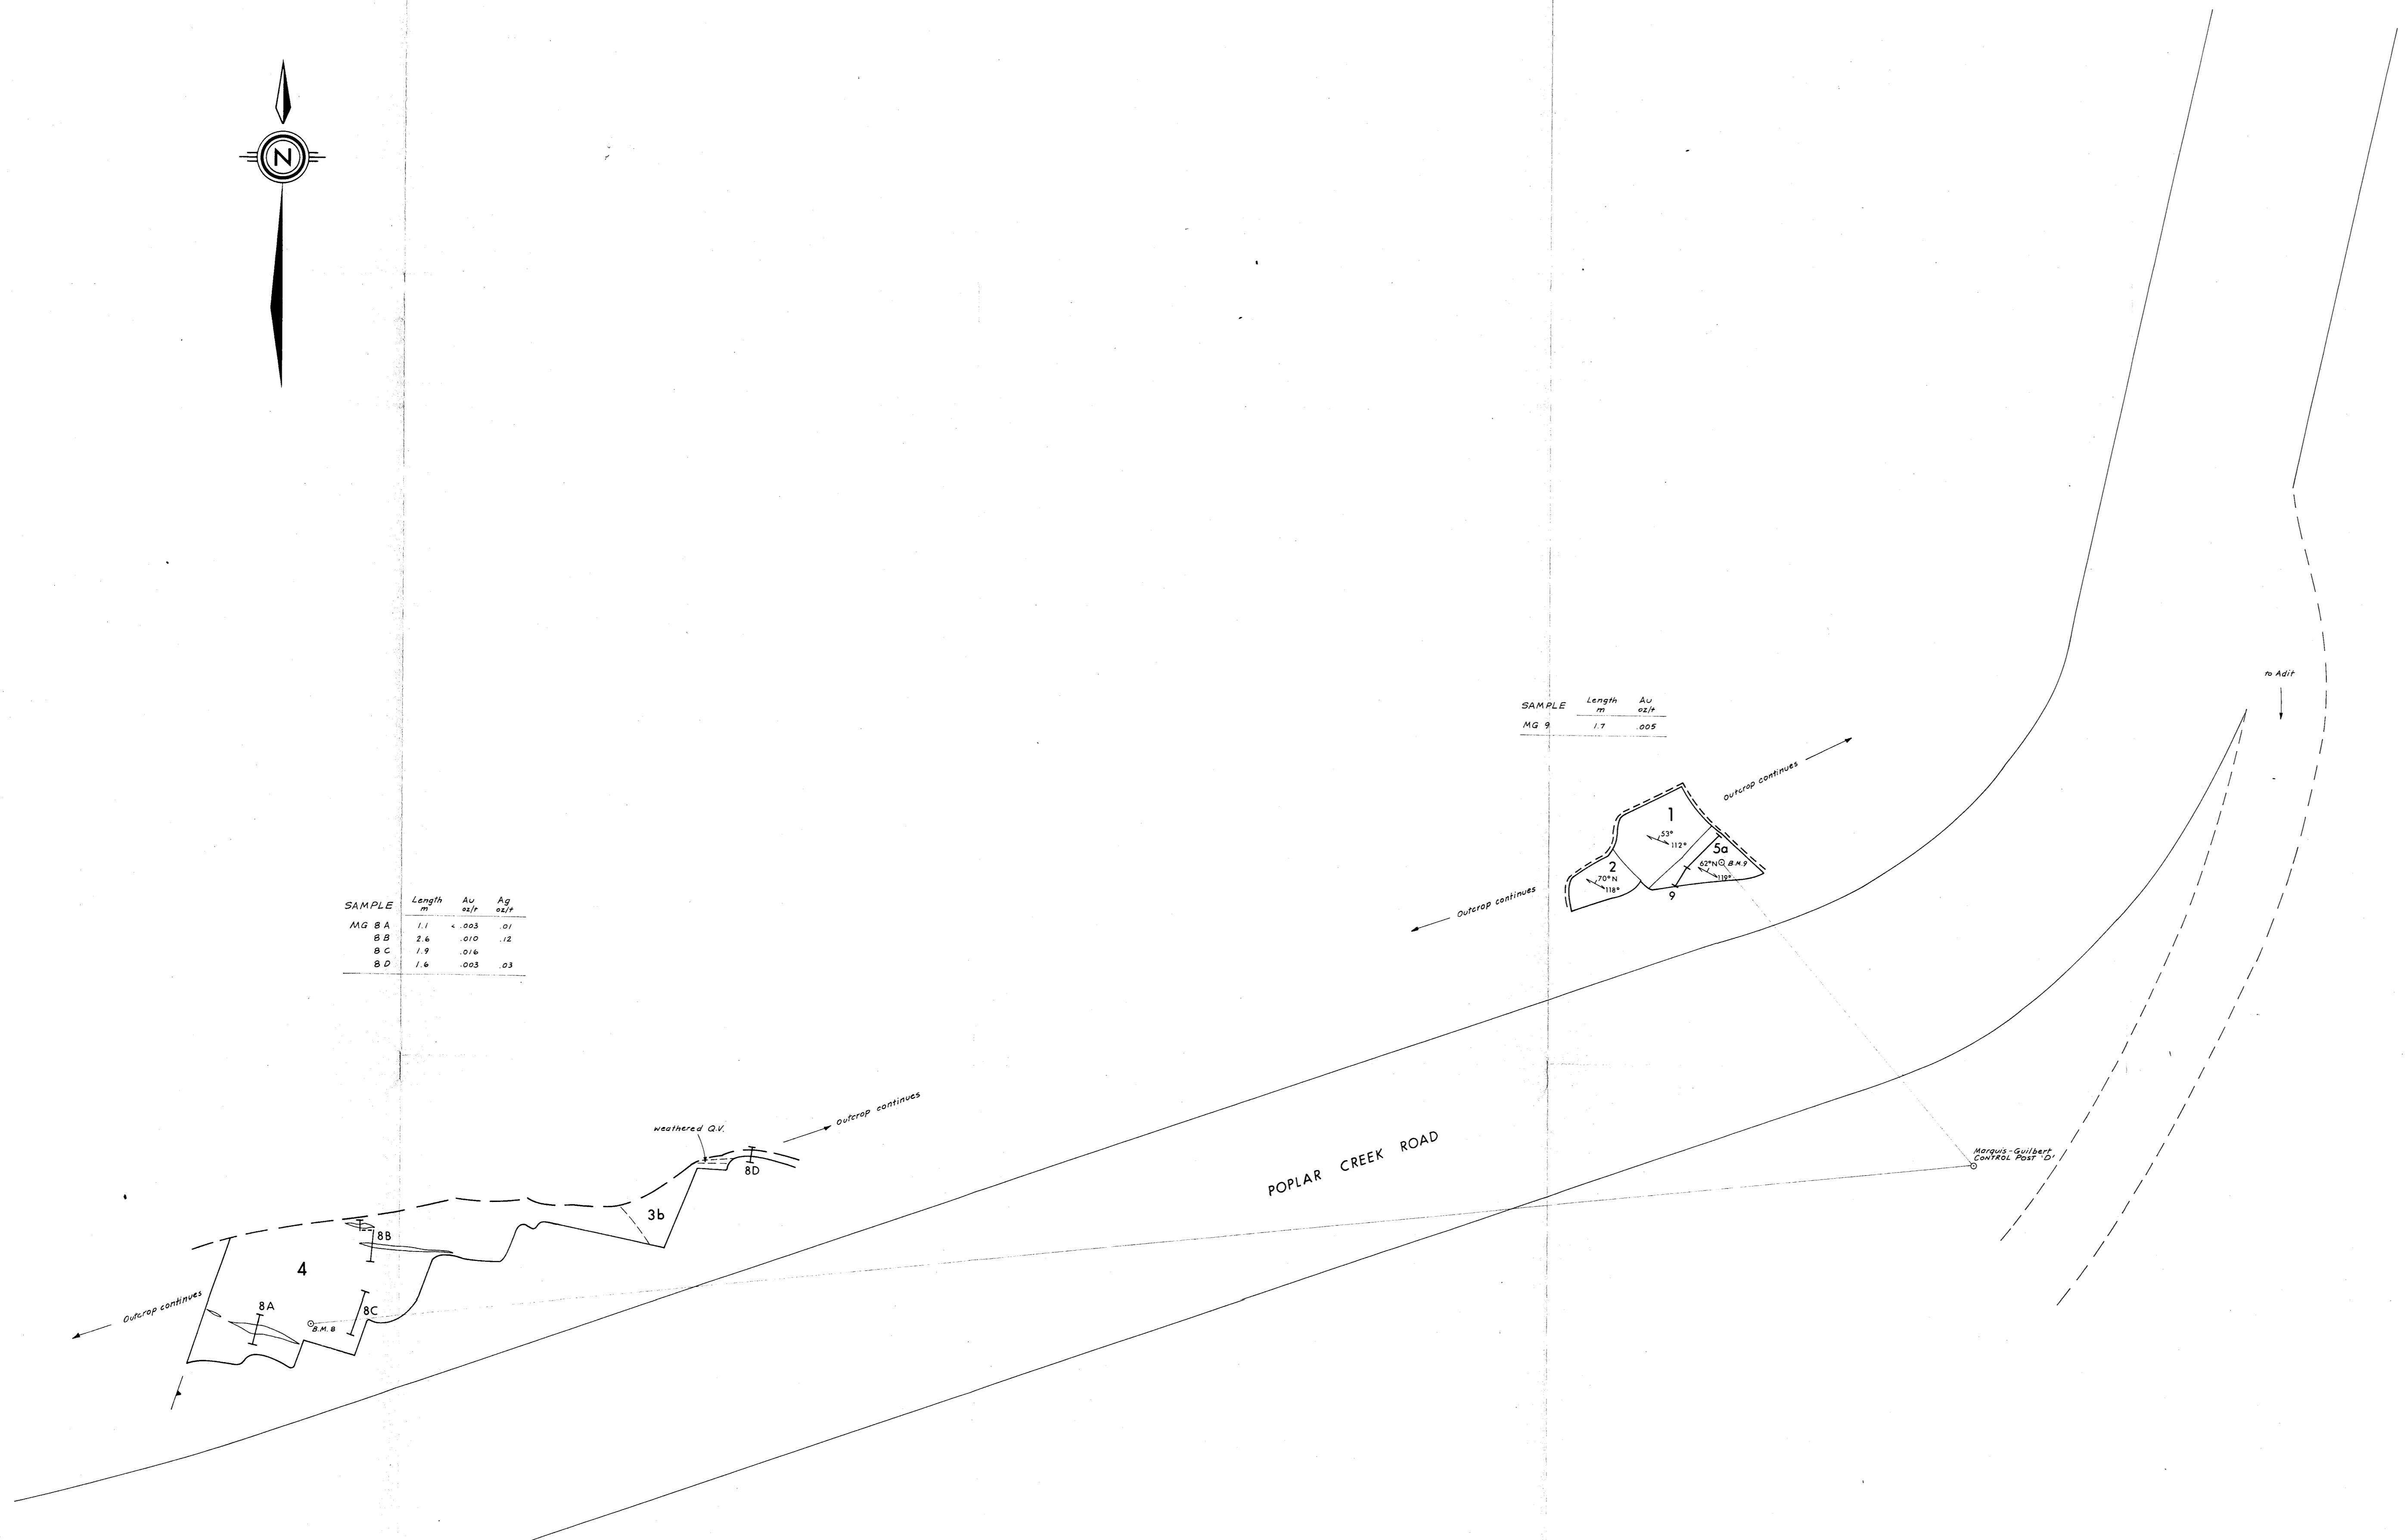 N
to Adit
SAMPLE Length m Au oz/t
MG 9 1.7 .005
Outcrop continues
1
53°
112°
5a
62°N B.M.9
119°
2
70°N
118°
9
Outcrop continues
SAMPLE Length m Au oz/t Ag oz/t
MG 8A 1.1 < .003 .01
8B 2.6 .010 .12
8C 1.9 .016
8D 1.6 .003 .03
Outcrop continues
weathered Q.V.
8D
POPLAR CREEK ROAD
Marquis-Guilbert
CONTROL POST 'D'
3b
8B
4
Outcrop continues
8A
8C
B.M. 8